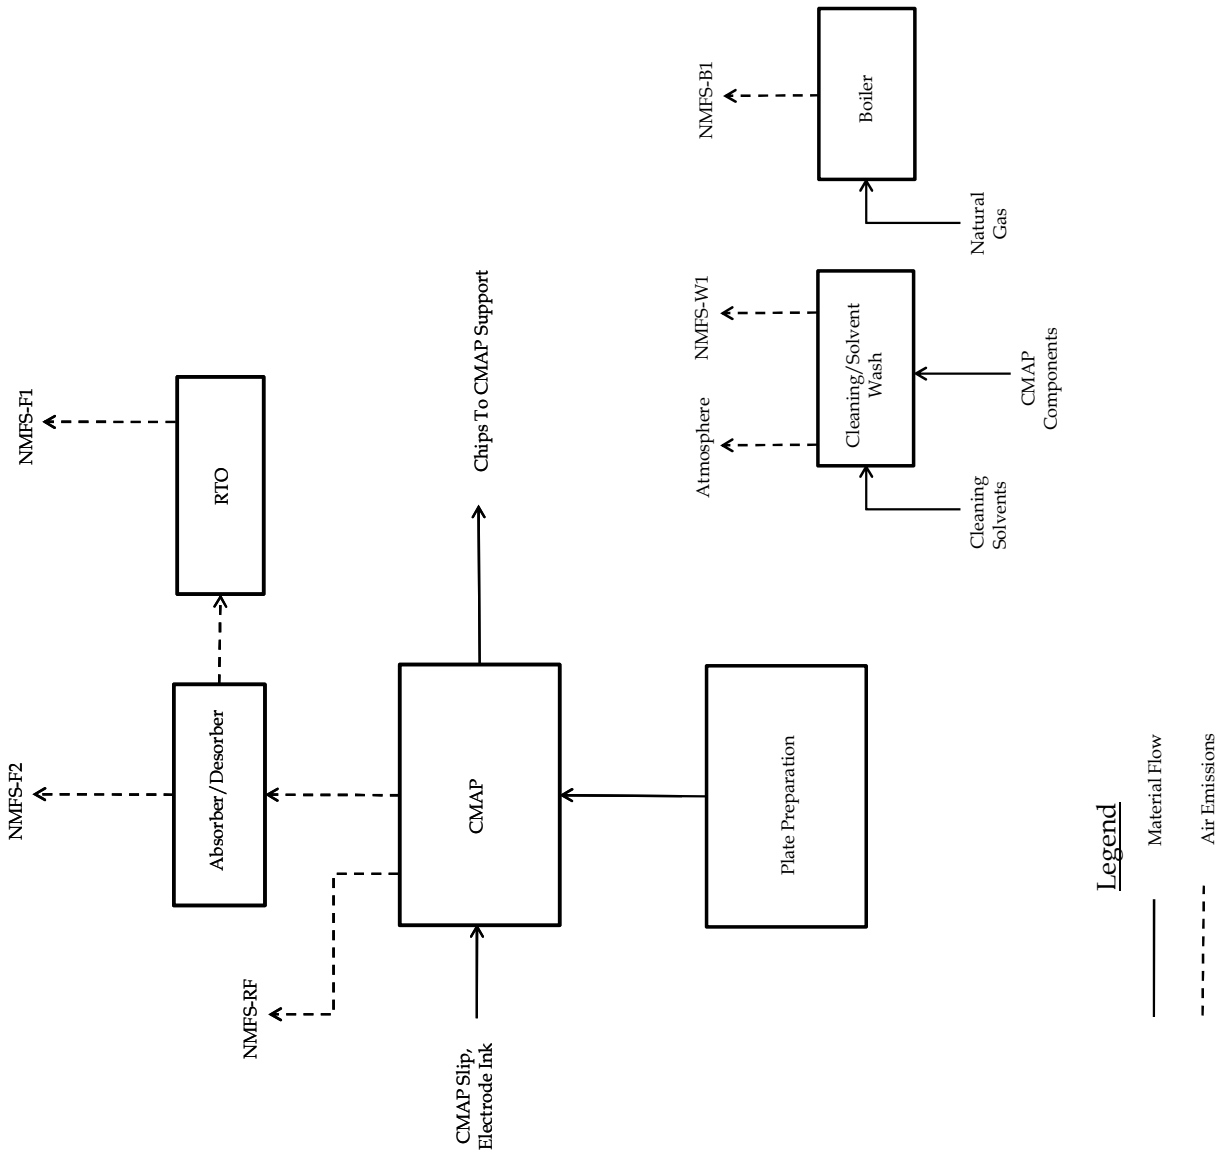 NMFS-F2
NMFS-F1
Absorber/Desorber
RTO
NMFS-RF
CMAP Slip,
Electrode Ink
CMAP
Chips To CMAP Support
Plate Preparation
Atmosphere
NMFS-W1
NMFS-B1
Cleaning/Solvent
Wash
Boiler
Cleaning
Solvents
CMAP
Components
Natural
Gas
Legend
Material Flow
Air Emissions